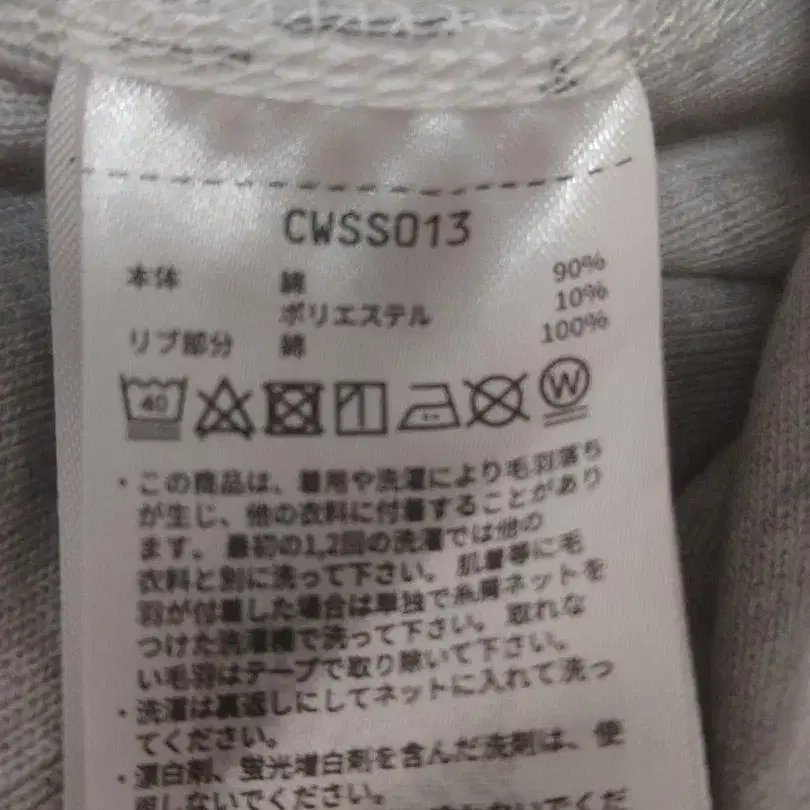 CWSS013
本体 綿 90%
ポリエステル 10%
リブ部分 綿 100%
40 W
・この商品は、着用や洗濯により毛羽落ち
が生じ、他の衣料に付着することがあり
ます。最初の1,2回の洗濯では他の
衣料と別に洗って下さい。肌着等に毛
羽が付着した場合は単独で糸屑ネットを
つけた洗濯機で洗って下さい。取れな
い毛羽はテープで取り除いて下さい。
・洗濯は裏返しにしてネットに入れて洗っ
てください。
・漂白剤、蛍光増白剤を含んだ洗剤は、使
用しないでください。